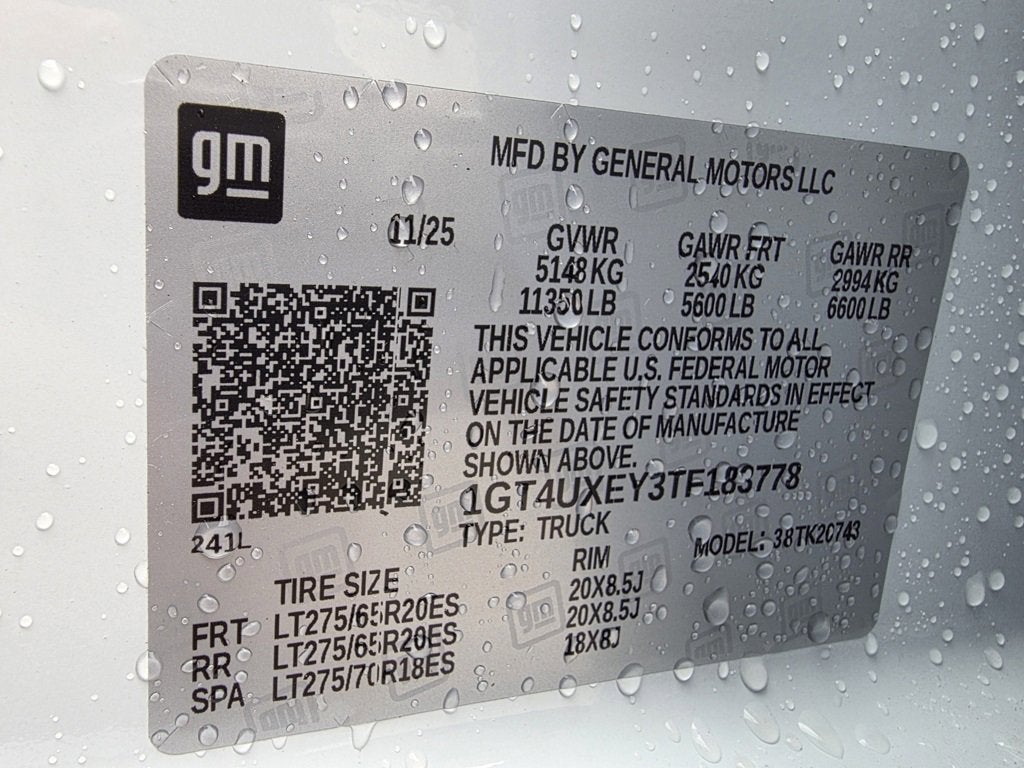 gm
MFD BY GENERAL MOTORS LLC
11/25
GVWR GAWR FRT GAWR RR
5148 KG 2540 KG 2994 KG
11350 LB 5600 LB 6600 LB
THIS VEHICLE CONFORMS TO ALL
APPLICABLE U.S. FEDERAL MOTOR
VEHICLE SAFETY STANDARDS IN EFFECT
ON THE DATE OF MANUFACTURE
SHOWN ABOVE.
1GT4UXEY3TF183778
TYPE: TRUCK MODEL: 38TK20743
241L
TIRE SIZE RIM
FRT LT275/65R20ES 20X8.5J
RR LT275/65R20ES 20X8.5J
SPA LT275/70R18ES 18X8J